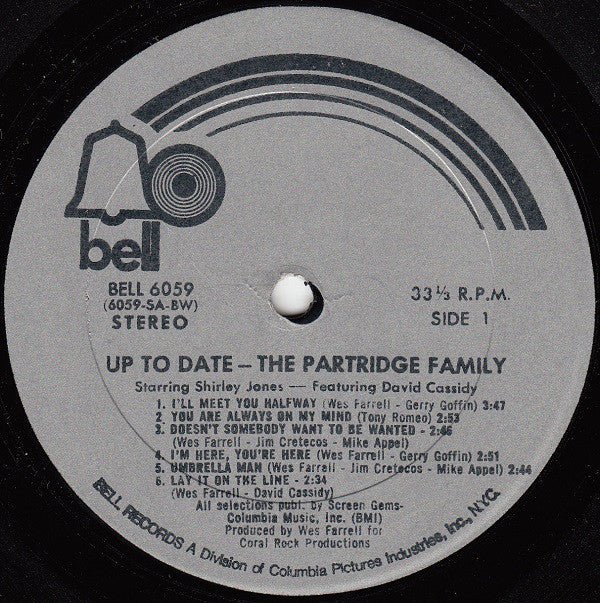 bell
BELL 6059
(6059-SA-BW)
STEREO
33⅓ R.P.M.
SIDE 1
UP TO DATE – THE PARTRIDGE FAMILY
Starring Shirley Jones — Featuring David Cassidy
1. I'LL MEET YOU HALFWAY (Wes Farrell - Gerry Goffin) 3:47
2 YOU ARE ALWAYS ON MY MIND (Tony Romeo) 2:53
3. DOESN'T SOMEBODY WANT TO BE WANTED - 2:46
(Wes Farrell - Jim Cretecos - Mike Appel)
4. I'M HERE, YOU'RE HERE (Wes Farrell - Gerry Goffin) 2:51
5. UMBRELLA MAN (Wes Farrell - Jim Cretecos - Mike Appel) 2:44
6. LAY IT ON THE LINE - 2:34
(Wes Farrell - David Cassidy)
All selections publ. by Screen Gems-
Columbia Music, Inc. (BMI)
Produced by Wes Farrell for
Coral Rock Productions
BELL RECORDS A Division of Columbia Pictures Industries, Inc., N.Y.C.